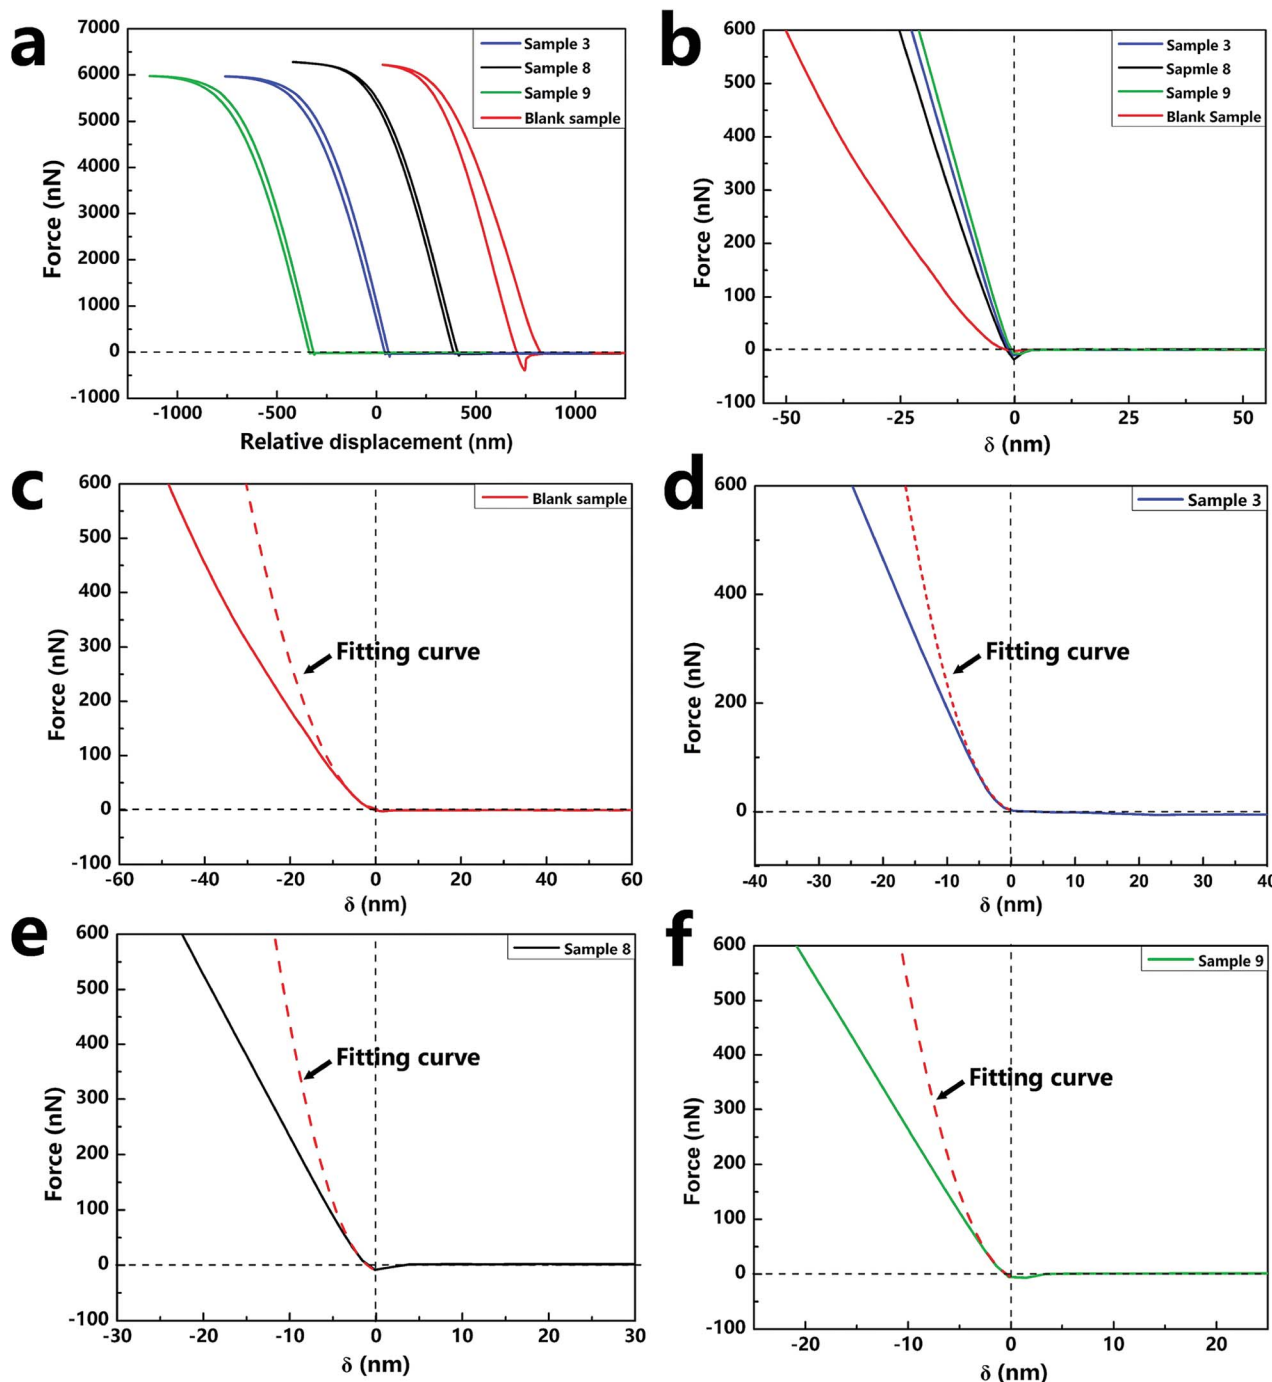 a
7000
6000
5000
4000
3000
2000
1000
0
-1000
Force (nN)
-1000
-500
0
500
1000
Relative displacement (nm)
Sample 3
Sample 8
Sample 9
Blank sample
b
600
500
400
300
200
100
0
-100
Force (nN)
-50
-25
0
25
50
δ (nm)
Sample 3
Sapmle 8
Sample 9
Blank Sample
c
600
500
400
300
200
100
0
-100
Force (nN)
-60
-40
-20
0
20
40
60
δ (nm)
Blank sample
Fitting curve
d
600
400
200
0
Force (nN)
-40
-30
-20
-10
0
10
20
30
40
δ (nm)
Sample 3
Fitting curve
e
600
500
400
300
200
100
0
-100
Force (nN)
-30
-20
-10
0
10
20
30
δ (nm)
Sample 8
Fitting curve
f
600
500
400
300
200
100
0
-100
Force (nN)
-20
-10
0
10
20
δ (nm)
Sample 9
Fitting curve